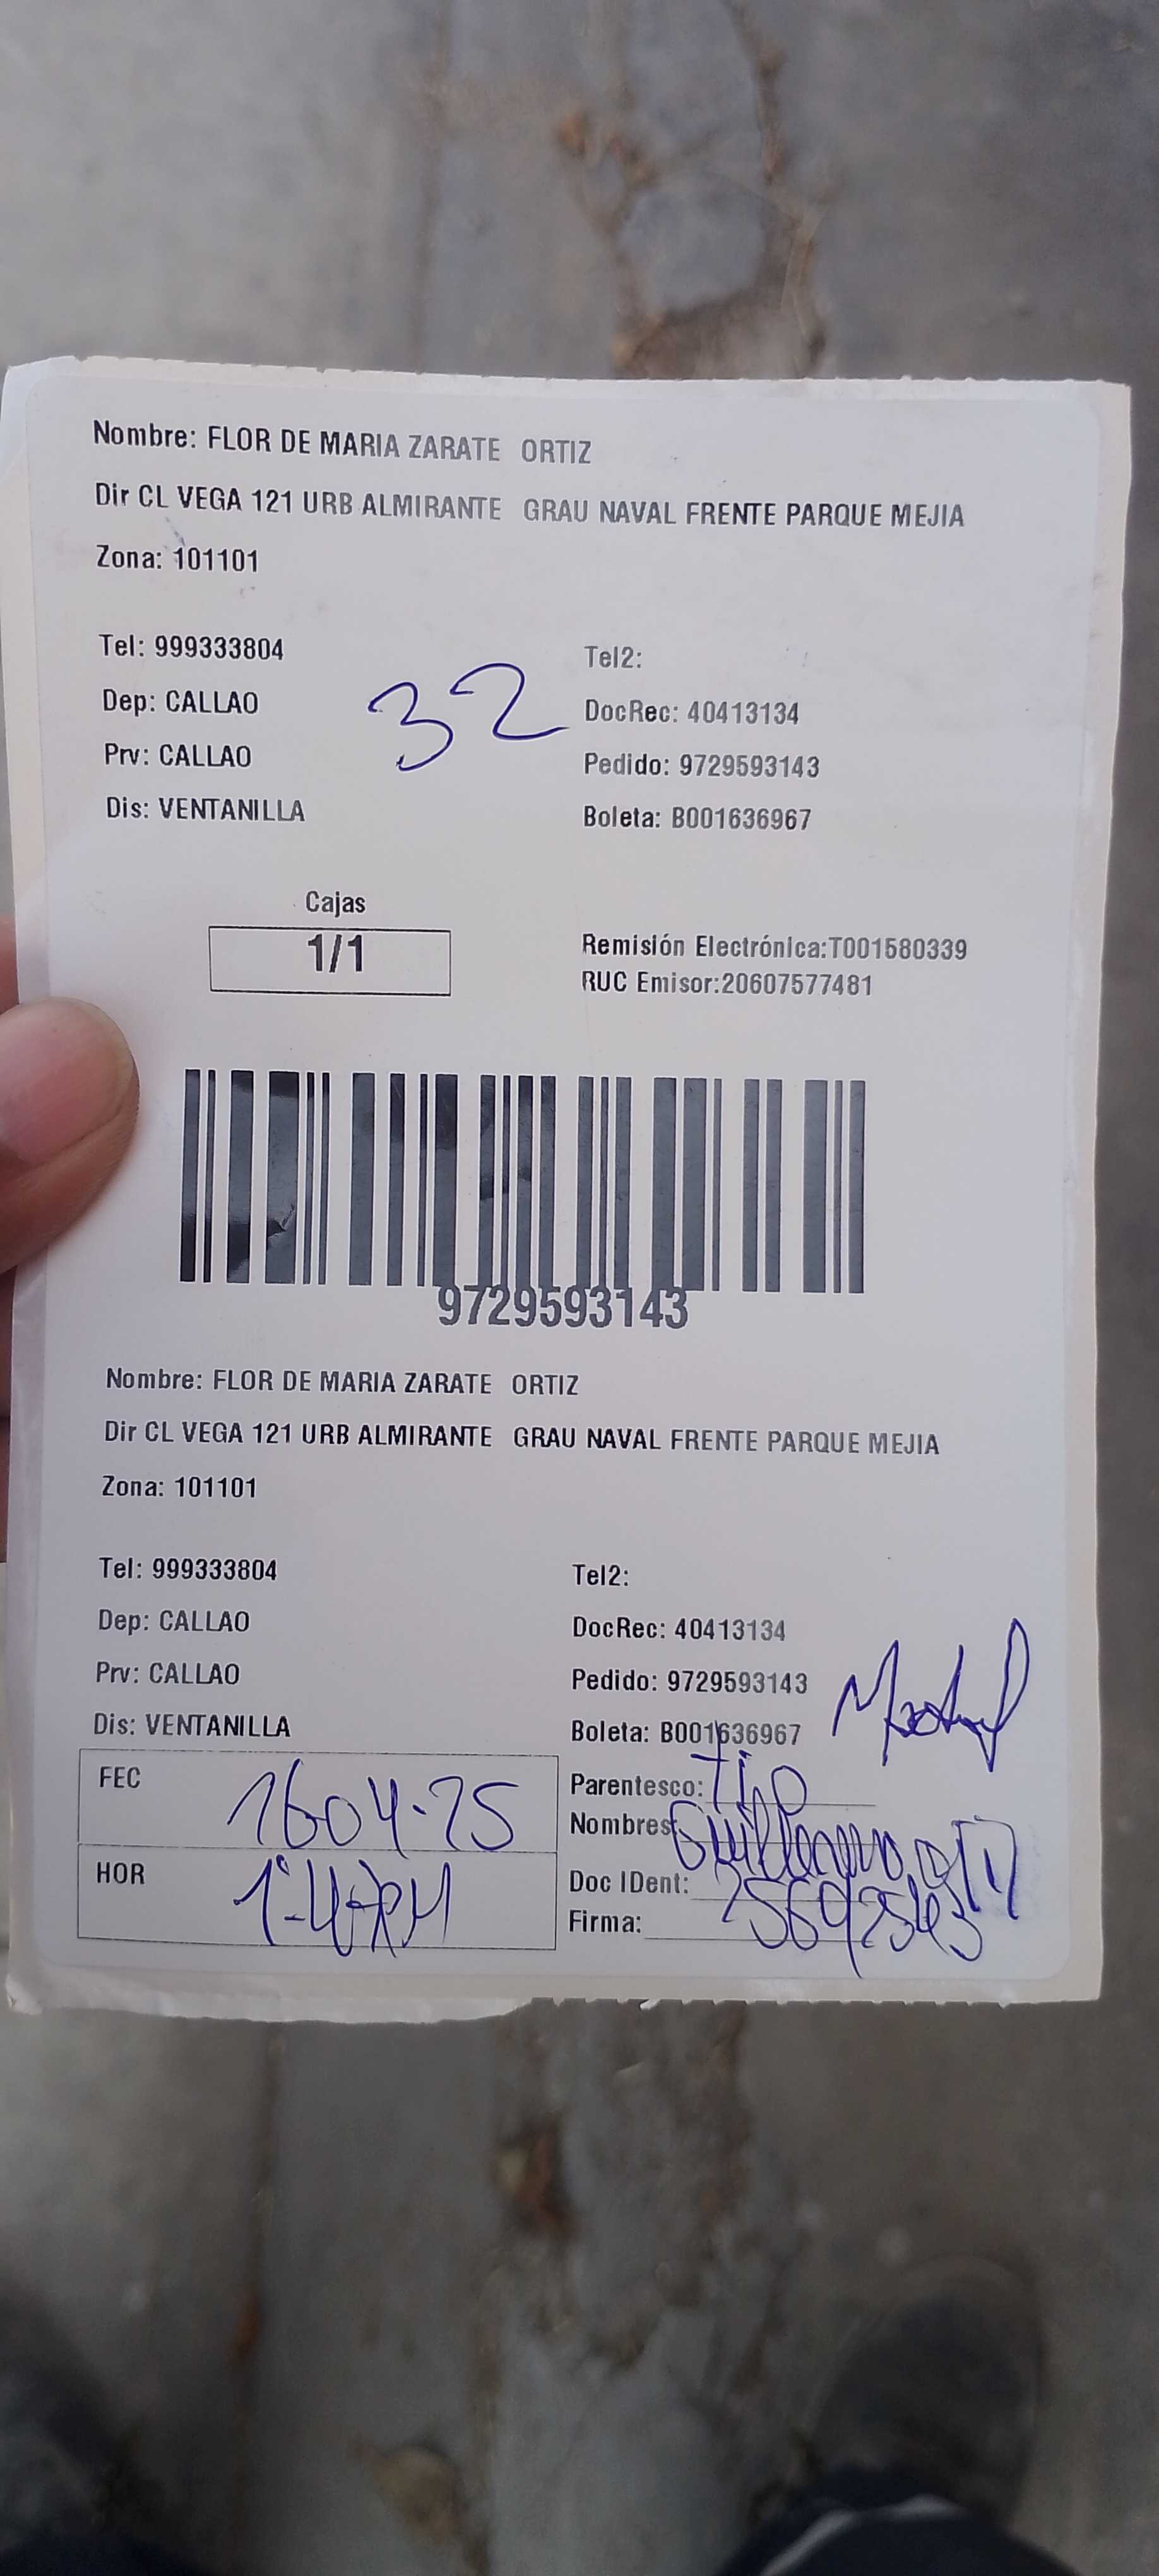 Nombre: FLOR DE MARIA ZARATE ORTIZ
Dir CL VEGA 121 URB ALMIRANTE GRAU NAVAL FRENTE PARQUE MEJIA
Zona: 101101
Tel: 999333804
Tel2:
32
Dep: CALLAO
DocRec: 40413134
Prv: CALLAO
Pedido: 9729593143
Dis: VENTANILLA
Boleta: B001636967
Cajas
1/1
Remisión Electrónica:T001580339
RUC Emisor:20607577481
9729593143
Nombre: FLOR DE MARIA ZARATE ORTIZ
Dir CL VEGA 121 URB ALMIRANTE GRAU NAVAL FRENTE PARQUE MEJIA
Zona: 101101
Tel: 999333804
Tel2:
Dep: CALLAO
DocRec: 40413134
Prv: CALLAO
Pedido: 9729593143
Dis: VENTANILLA
Boleta: B001636967
FEC
Parentesco: Tio
Nombres:
HOR
Doc IDent:
Firma: